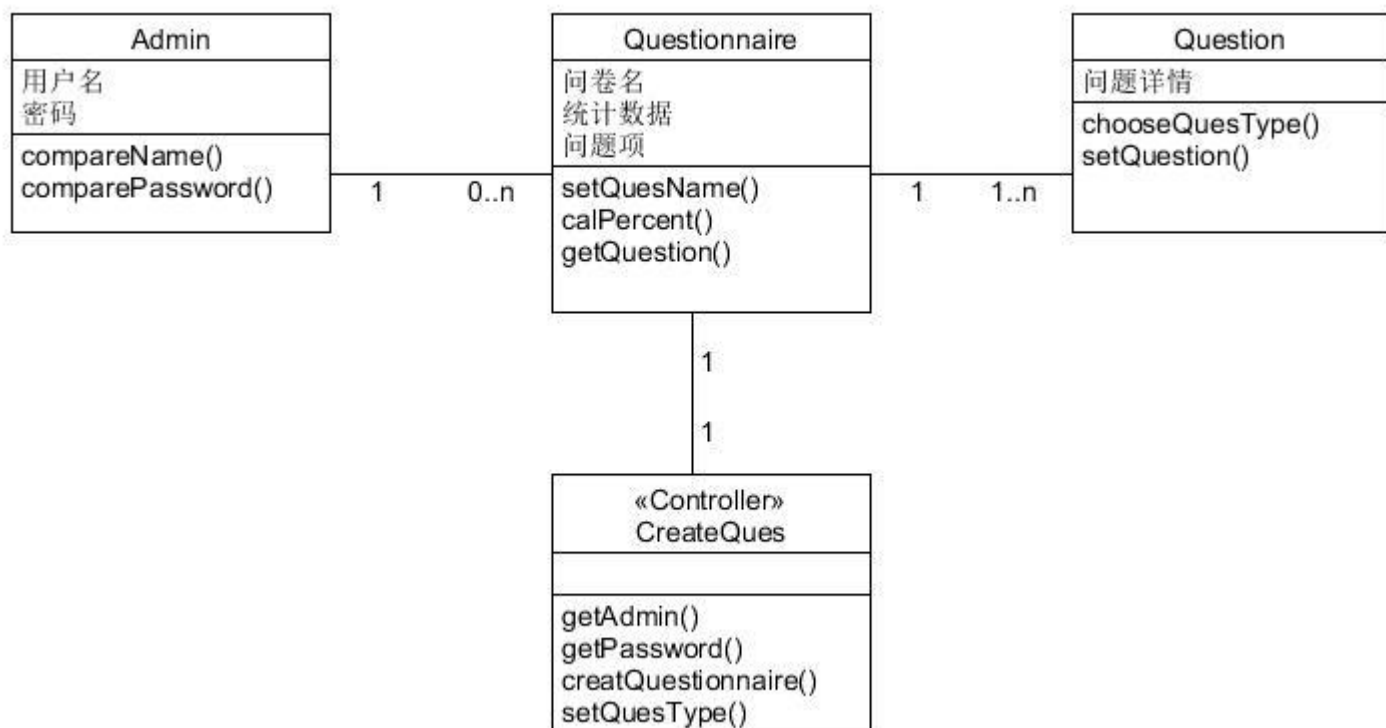 Admin
用户名
密码
compareName()
comparePassword()
1
0..n
Questionnaire
问卷名
统计数据
问题项
setQuesName()
calPercent()
getQuestion()
1
1..n
Question
问题详情
chooseQuesType()
setQuestion()
1
1
«Controller»
CreateQues
getAdmin()
getPassword()
creatQuestionnaire()
setQuesType()